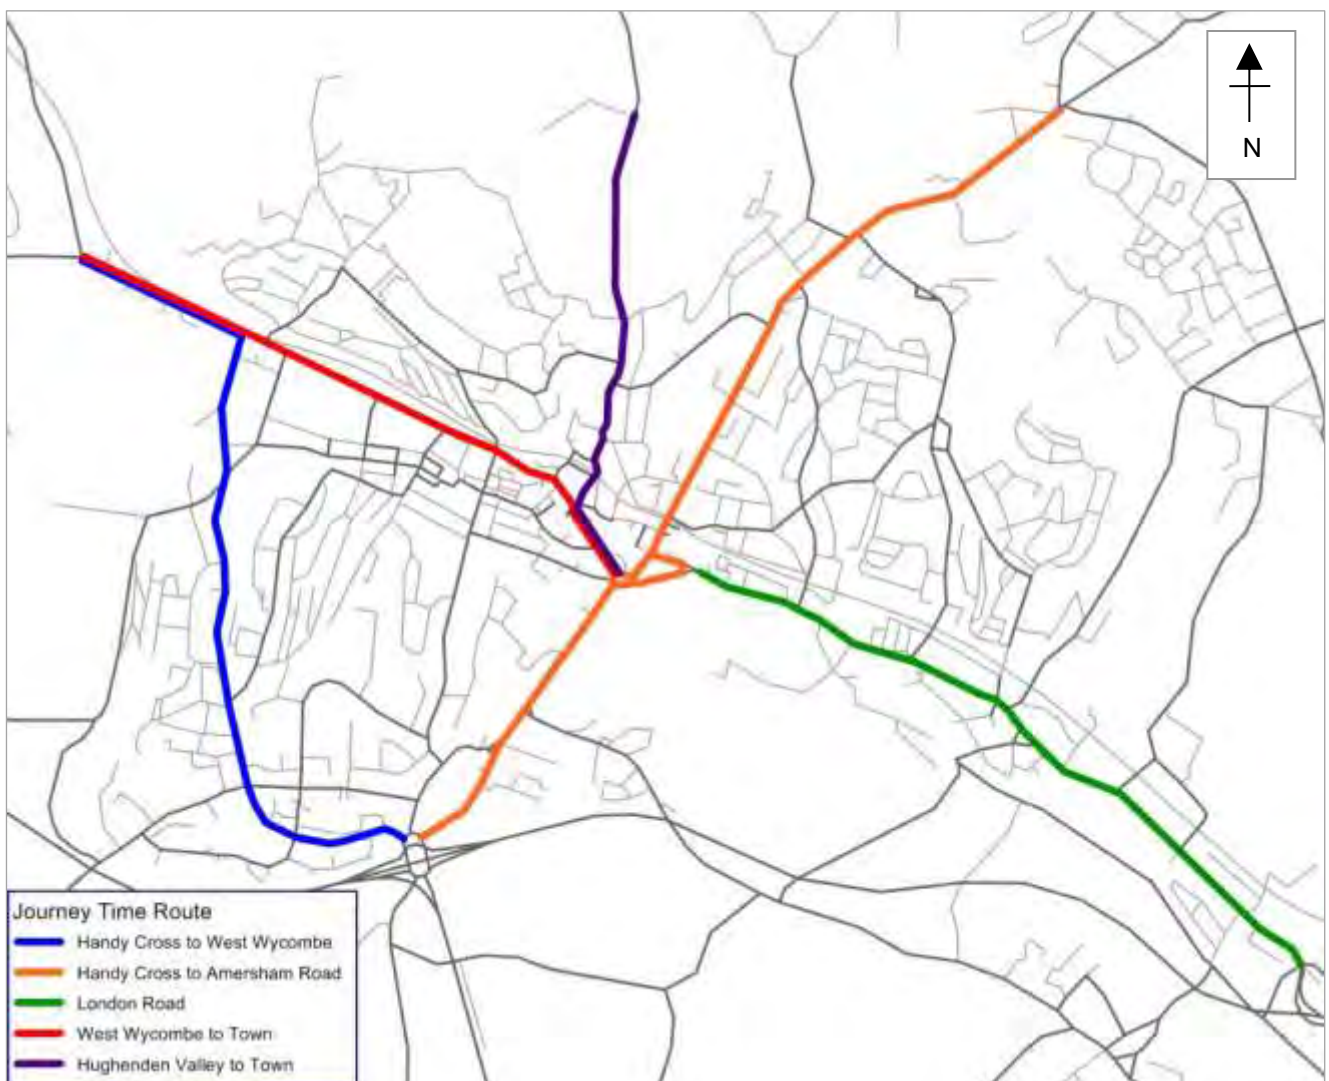 N
Journey Time Route
Handy Cross to West Wycombe
Handy Cross to Amersham Road
London Road
West Wycombe to Town
Hughenden Valley to Town